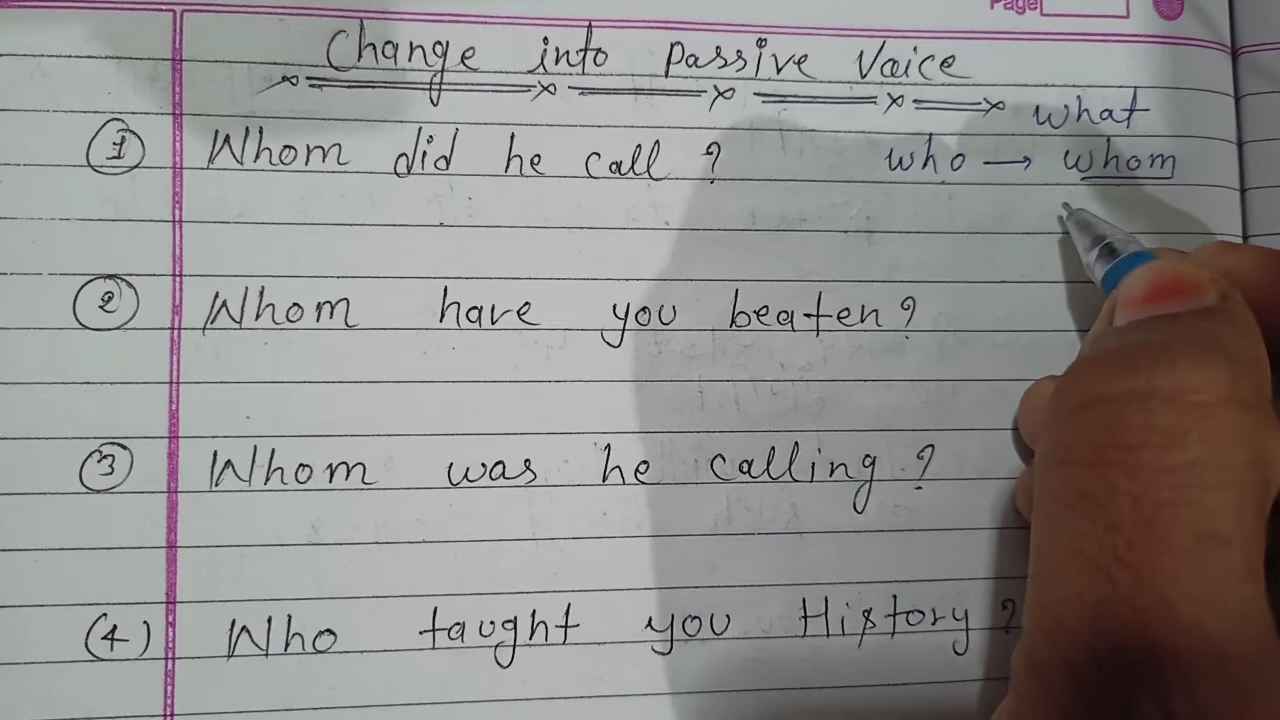 Page
Change into Passive Voice
what
① Whom did he call ? who → whom
② Whom have you beaten?
③ Whom was he calling ?
(4) Who taught you History?